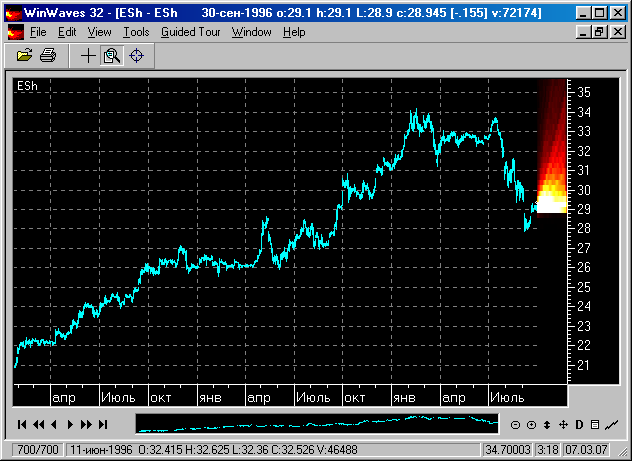 WinWaves 32 - [ESh - ESh 30-сен-1996 o:29.1 h:29.1 L:28.9 c:28.945 [-.155] v:72174]
File Edit View Tools Guided Tour Window Help
ESh
35
34
33
32
31
30
29
28
27
26
25
24
23
22
21
апр Июль окт янв апр Июль окт янв апр Июль
D
700/700 11-июн-1996 O:32.415 H:32.625 L:32.36 C:32.526 V:46488 34.70003 3:18 07.03.07